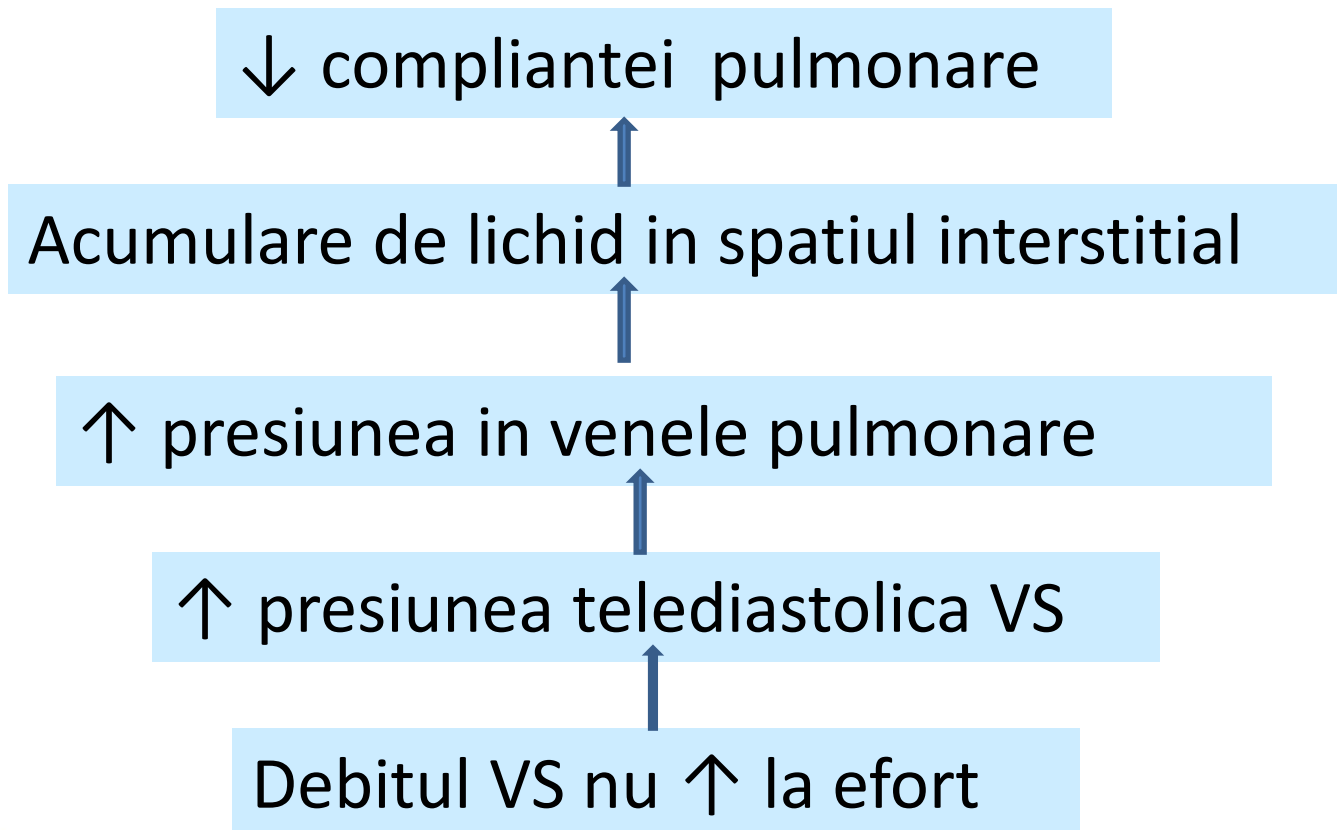 ↓ compliantei pulmonare
Acumulare de lichid in spatiul interstitial
↑ presiunea in venele pulmonare
↑ presiunea telediastolica VS
Debitul VS nu ↑ la efort